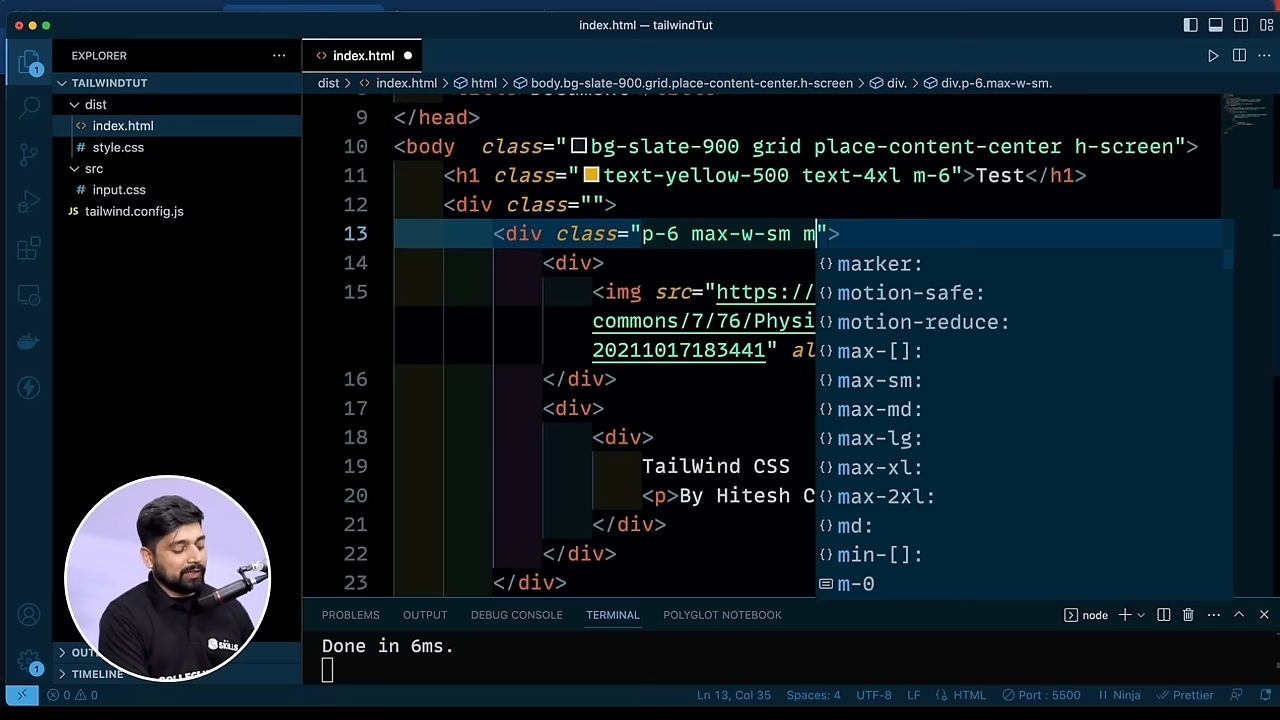 index.html — tailwindTut
EXPLORER
index.html
TAILWINDTUT
dist
index.html
style.css
src
input.css
JS tailwind.config.js
1
dist > index.html > html > body.bg-slate-900.grid.place-content-center.h-screen > div. > div.p-6.max-w-sm.
9 </head>
10 <body class="bg-slate-900 grid place-content-center h-screen">
11 <h1 class="text-yellow-500 text-4xl m-6">Test</h1>
12 <div class="">
13 <div class="p-6 max-w-sm m">
14 <div>
15 <img src="https://
commons/7/76/Physi
20211017183441" al
16 </div>
17 <div>
18 <div>
19 TailWind CSS
20 <p>By Hitesh C
21 </div>
22 </div>
23 </div>
{} marker:
{} motion-safe:
{} motion-reduce:
{} max-[]:
{} max-sm:
{} max-md:
{} max-lg:
{} max-xl:
{} max-2xl:
{} md:
{} min-[]:
m-0
PROBLEMS OUTPUT DEBUG CONSOLE TERMINAL POLYGLOT NOTEBOOK
node
Done in 6ms.
SKILLS
OUT
TIMELINE
1
0 0
Ln 13, Col 35 Spaces: 4 UTF-8 LF HTML Port : 5500 Ninja Prettier